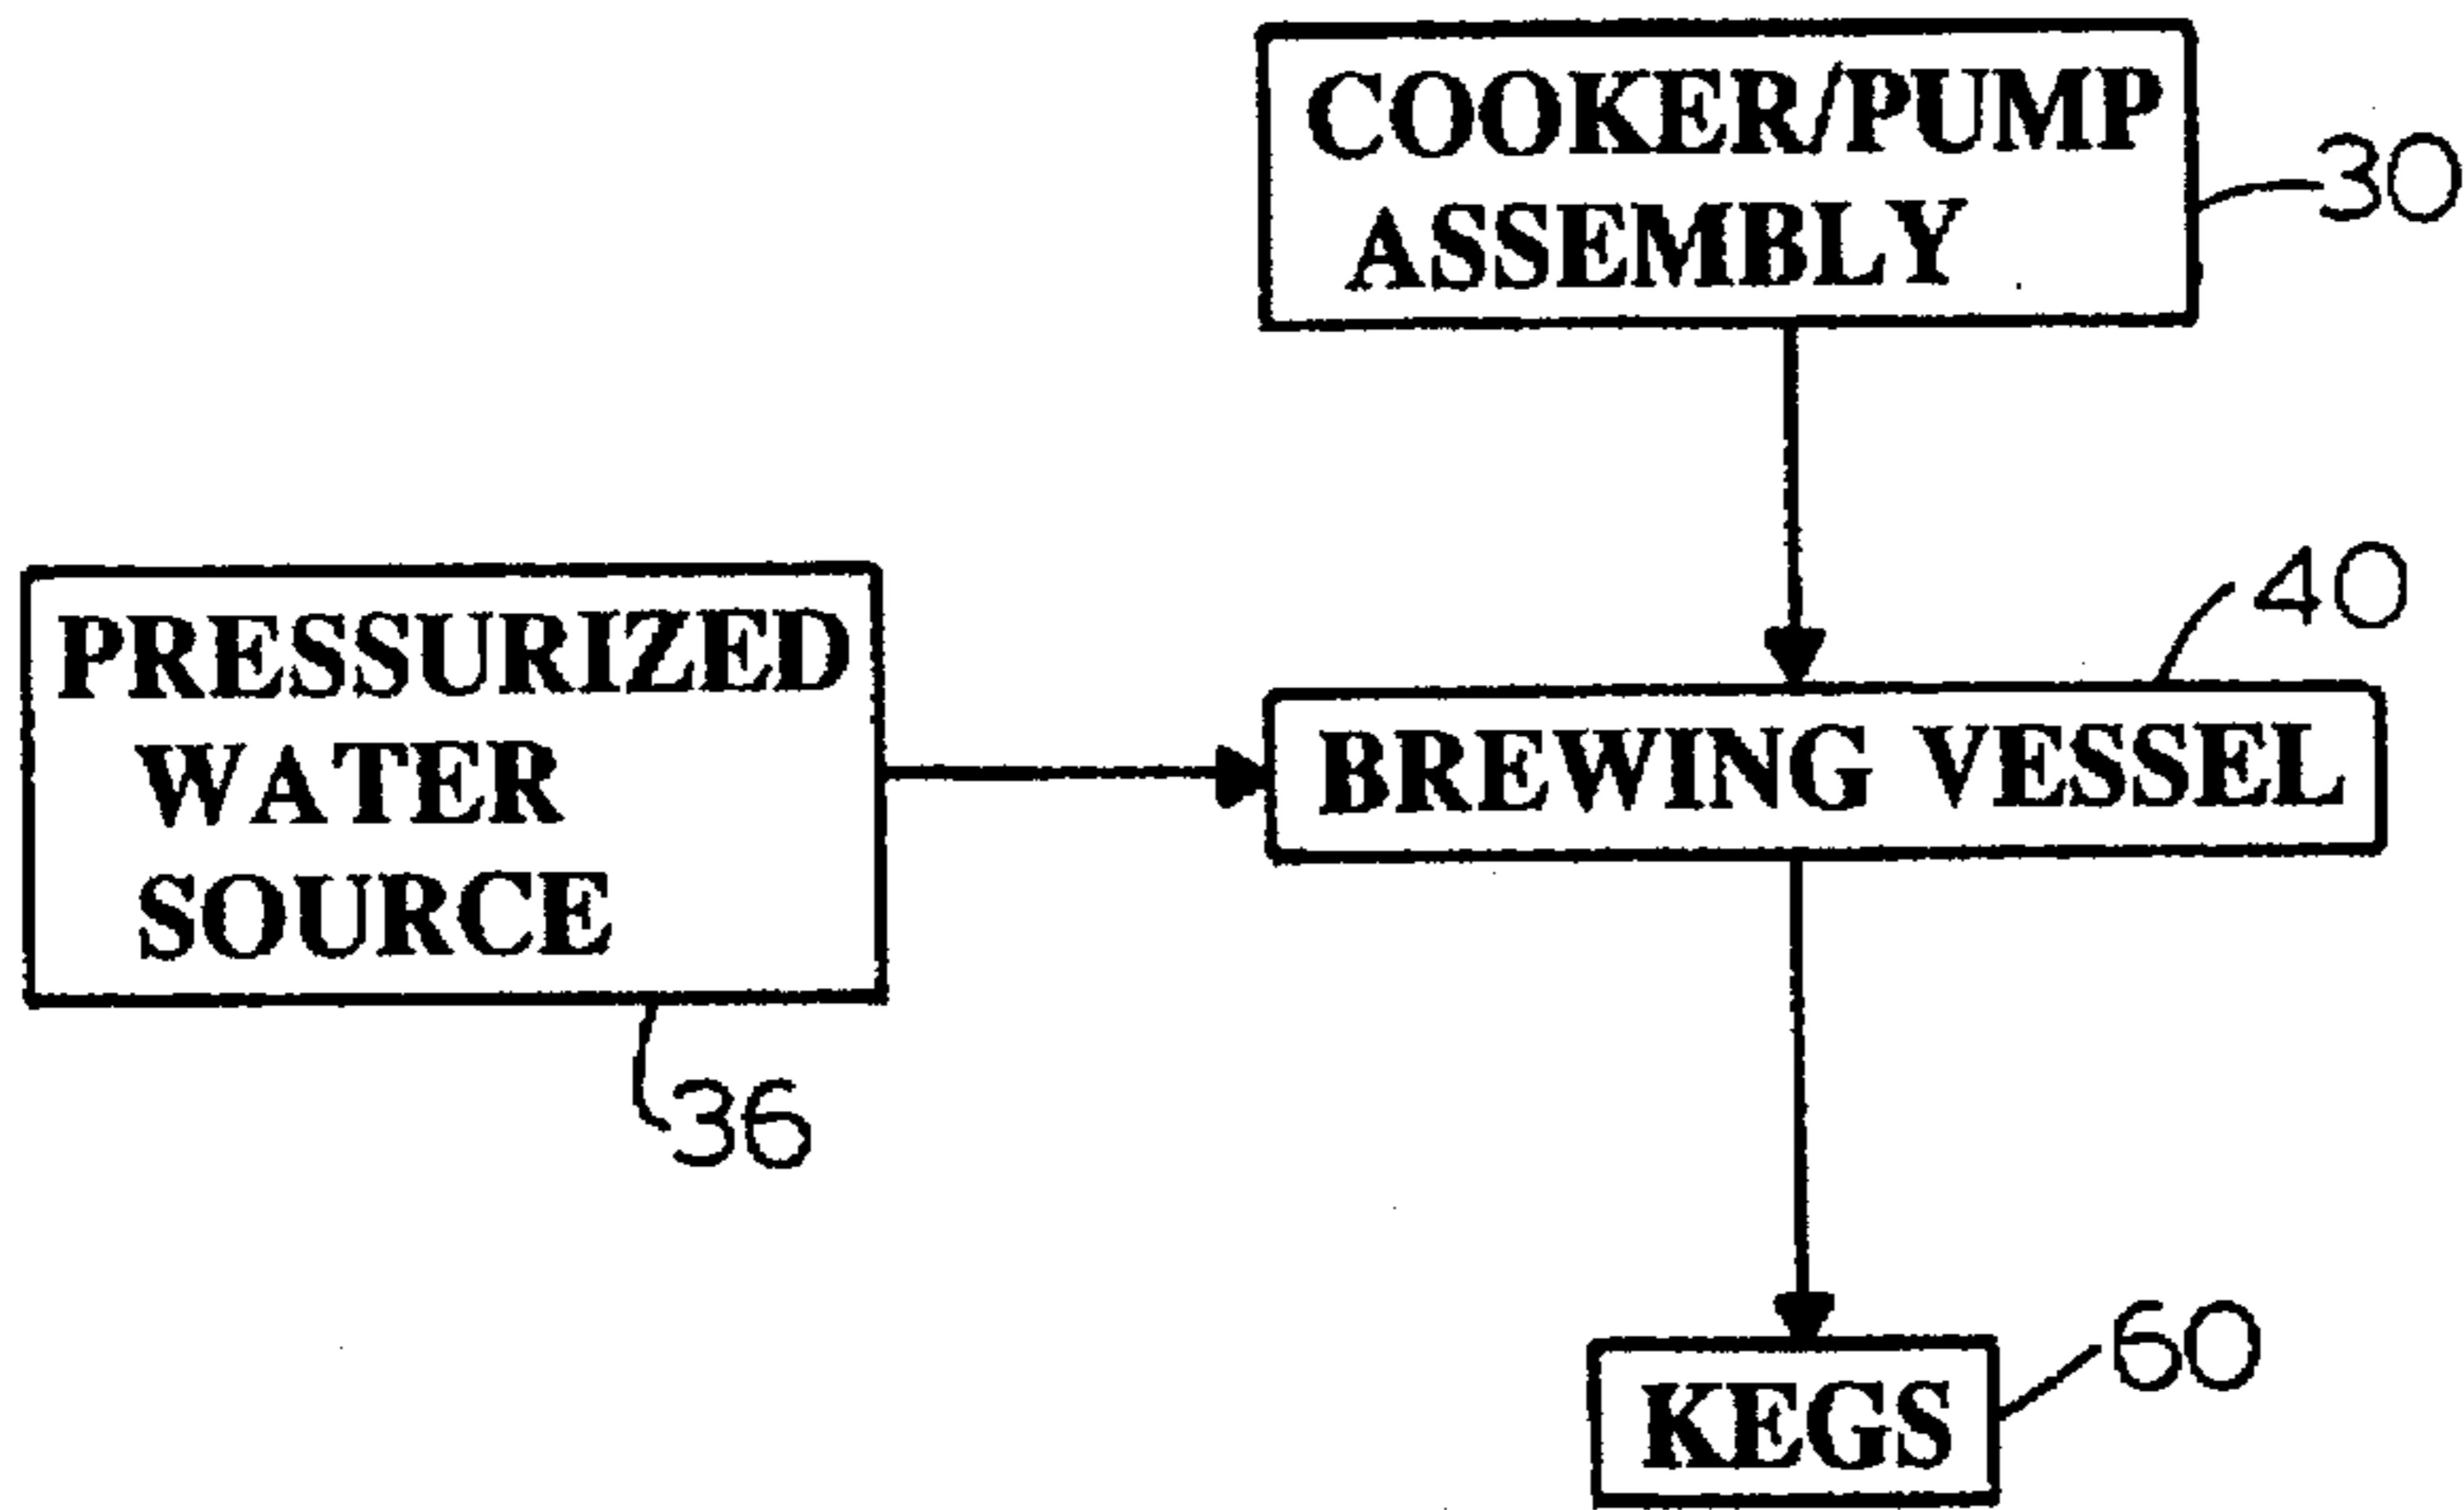 COOKER/PUMP
ASSEMBLY
30
40
PRESSURIZED
WATER
SOURCE
BREWING VESSEL
36
60
KEGS